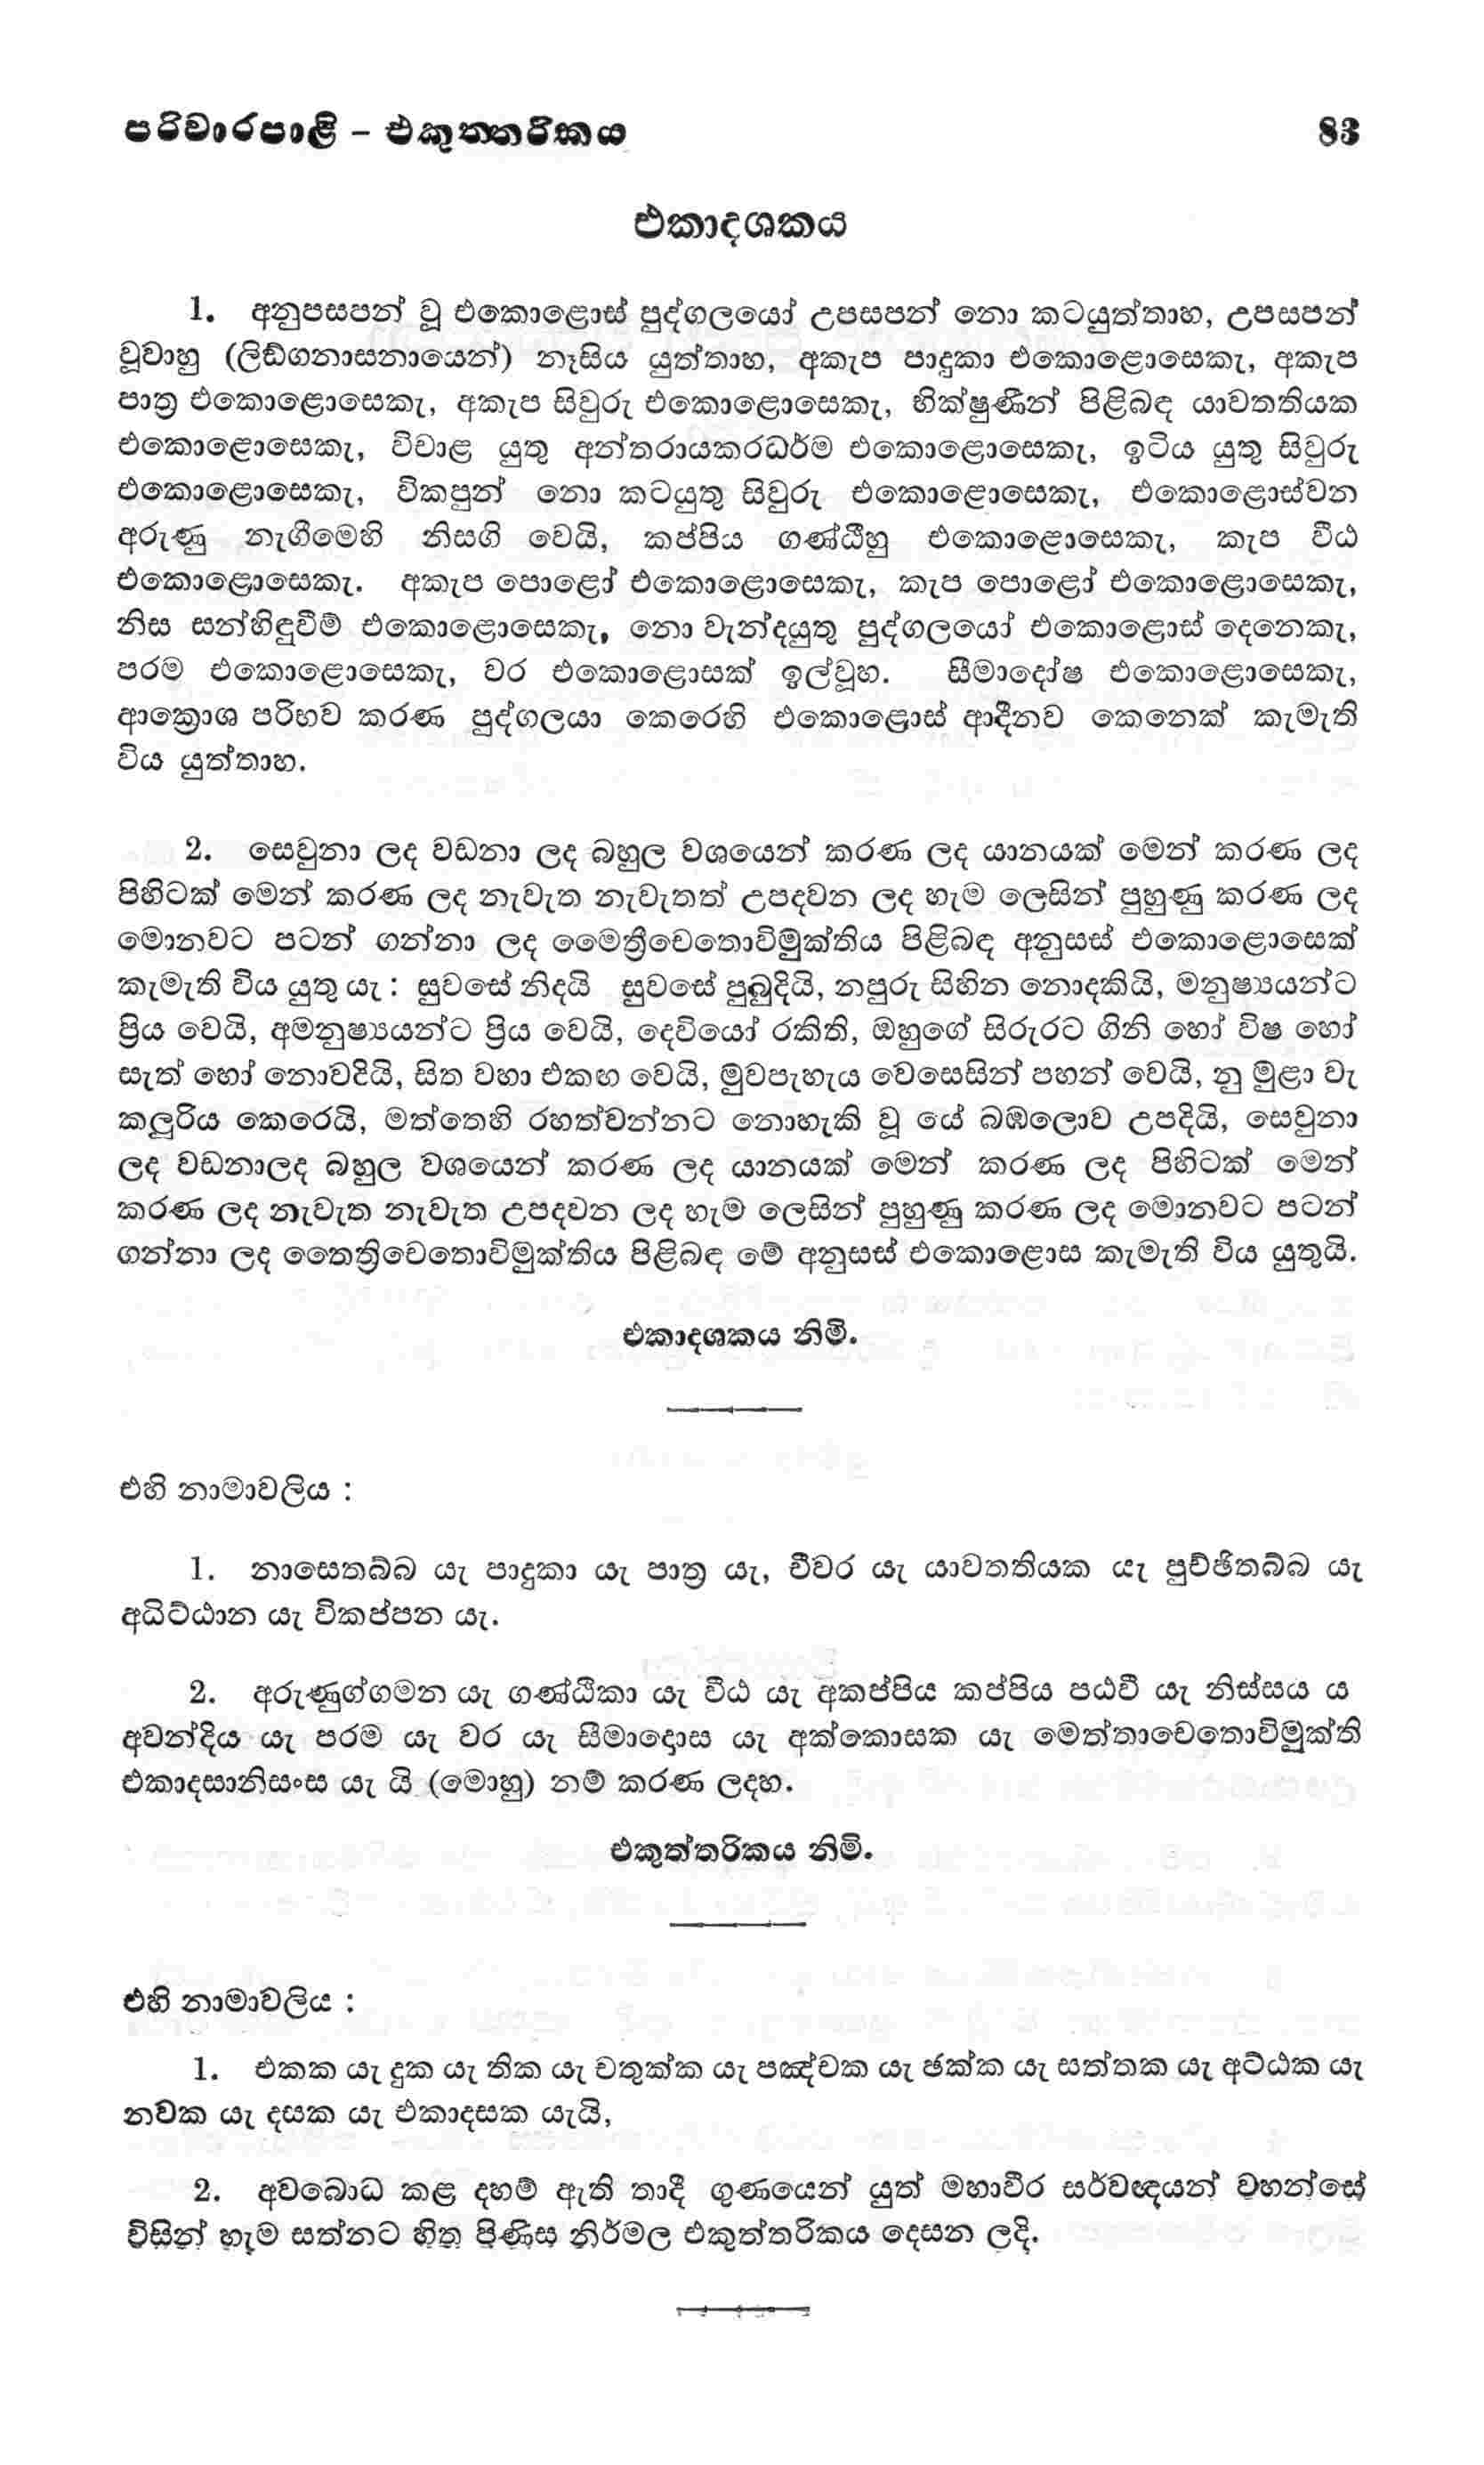 පරිවාරපාළි – එකුත්තරිකය 83
එකාදශකය
1. අනුපසපන් වූ එකොළොස් පුද්ගලයෝ උපසපන් නො කටයුත්තාහ, උපසපන්
වූවාහු (ලිඞ්ගනාසනායෙන්) නෑසිය යුත්තාහ, අකැප පාදුකා එකොළොසෙකැ, අකැප
පාත්‍ර එකොළොසෙකැ, අකැප සිවුරු එකොළොසෙකැ, භික්ෂුණීන් පිළිබඳ යාවතතියක
එකොළොසෙකැ, විචාළ යුතු අන්තරායකරධර්ම එකොළොසෙකැ, ඉටිය යුතු සිවුරු
එකොළොසෙකැ, විකපුන් නො කටයුතු සිවුරු එකොළොසෙකැ, එකොළොස්වන
අරුණු නැගීමෙහි නිසගි වෙයි, කප්පිය ගණ්ඨීහු එකොළොසෙකැ, කැප වීඨ
එකොළොසෙකැ. අකැප පොළෝ එකොළොසෙකැ, කැප පොළෝ එකොළොසෙකැ,
නිස සන්හිඳුවීම් එකොළොසෙකැ, නො වැන්දයුතු පුද්ගලයෝ එකොළොස් දෙනෙකැ,
පරම එකොළොසෙකැ, වර එකොළොසක් ඉල්වූහ. සීමාදෝෂ එකොළොසෙකැ,
ආක්‍රොශ පරිභව කරණ පුද්ගලයා කෙරෙහි එකොළොස් ආදීනව කෙනෙක් කැමැති
විය යුත්තාහ.
2. සෙවුනා ලද වඩනා ලද බහුල වශයෙන් කරණ ලද යානයක් මෙන් කරණ ලද
පිහිටක් මෙන් කරණ ලද නැවැත නැවැතත් උපදවන ලද හැම ලෙසින් පුහුණු කරණ ලද
මොනවට පටන් ගන්නා ලද මෛත්‍රීචෙතොවිමුක්තිය පිළිබඳ අනුසස් එකොළොසෙක්
කැමැති විය යුතු යැ : සුවසේ නිදයි සුවසේ පුබුදියි, නපුරු සිහින නොදකියි, මනුෂ්‍යයන්ට
ප්‍රිය වෙයි, අමනුෂ්‍යයන්ට ප්‍රිය වෙයි, දෙවියෝ රකිති, ඔහුගේ සිරුරට ගිනි හෝ විෂ හෝ
සැත් හෝ නොවදියි, සිත වහා එකඟ වෙයි, මුවපැහැය වෙසෙසින් පහන් වෙයි, නු මුළා වැ
කලුරිය කෙරෙයි, මත්තෙහි රහත්වන්නට නොහැකි වූ යේ බඹලොව උපදියි, සෙවුනා
ලද වඩනාලද බහුල වශයෙන් කරණ ලද යානයක් මෙන් කරණ ලද පිහිටක් මෙන්
කරණ ලද නැවැත නැවැත උපදවන ලද හැම ලෙසින් පුහුණු කරණ ලද මොනවට පටන්
ගන්නා ලද තෛත්‍රිචෙතොවිමුක්තිය පිළිබඳ මේ අනුසස් එකොළොස කැමැති විය යුතුයි.
එකාදශකය නිමි.
එහි නාමාවලිය :
1. නාසෙතබ්බ යැ පාදුකා යැ පාත්‍ර යැ, චීවර යැ යාවතතියක යැ පුච්ඡිතබ්බ යැ
අධිට්ඨාන යැ විකප්පන යැ.
2. අරුණුග්ගමන යැ ගණ්ඨිකා යැ වීඨ යැ අකප්පිය කප්පිය පඨවී යැ නිස්සය ය
අවන්දිය යැ පරම යැ වර යැ සීමාදොස යැ අක්කොසක යැ මෙත්තාචෙතොවිමුක්ති
එකාදසානිසංස යැ යි (මොහු) නම් කරණ ලදහ.
එකුත්තරිකය නිමි.
එහි නාමාවලිය :
1. එකක යැ දුක යැ තික යැ චතුක්ක යැ පඤ්චක යැ ඡක්ක යැ සත්තක යැ අට්ඨක යැ
නවක යැ දසක යැ එකාදසක යැයි,
2. අවබොධ කළ දහම් ඇති තාදී ගුණයෙන් යුත් මහාවීර සර්වඥයන් වහන්සේ
විසින් හැම සත්නට හිත පිණිස නිර්මල එකුත්තරිකය දෙසන ලදි.